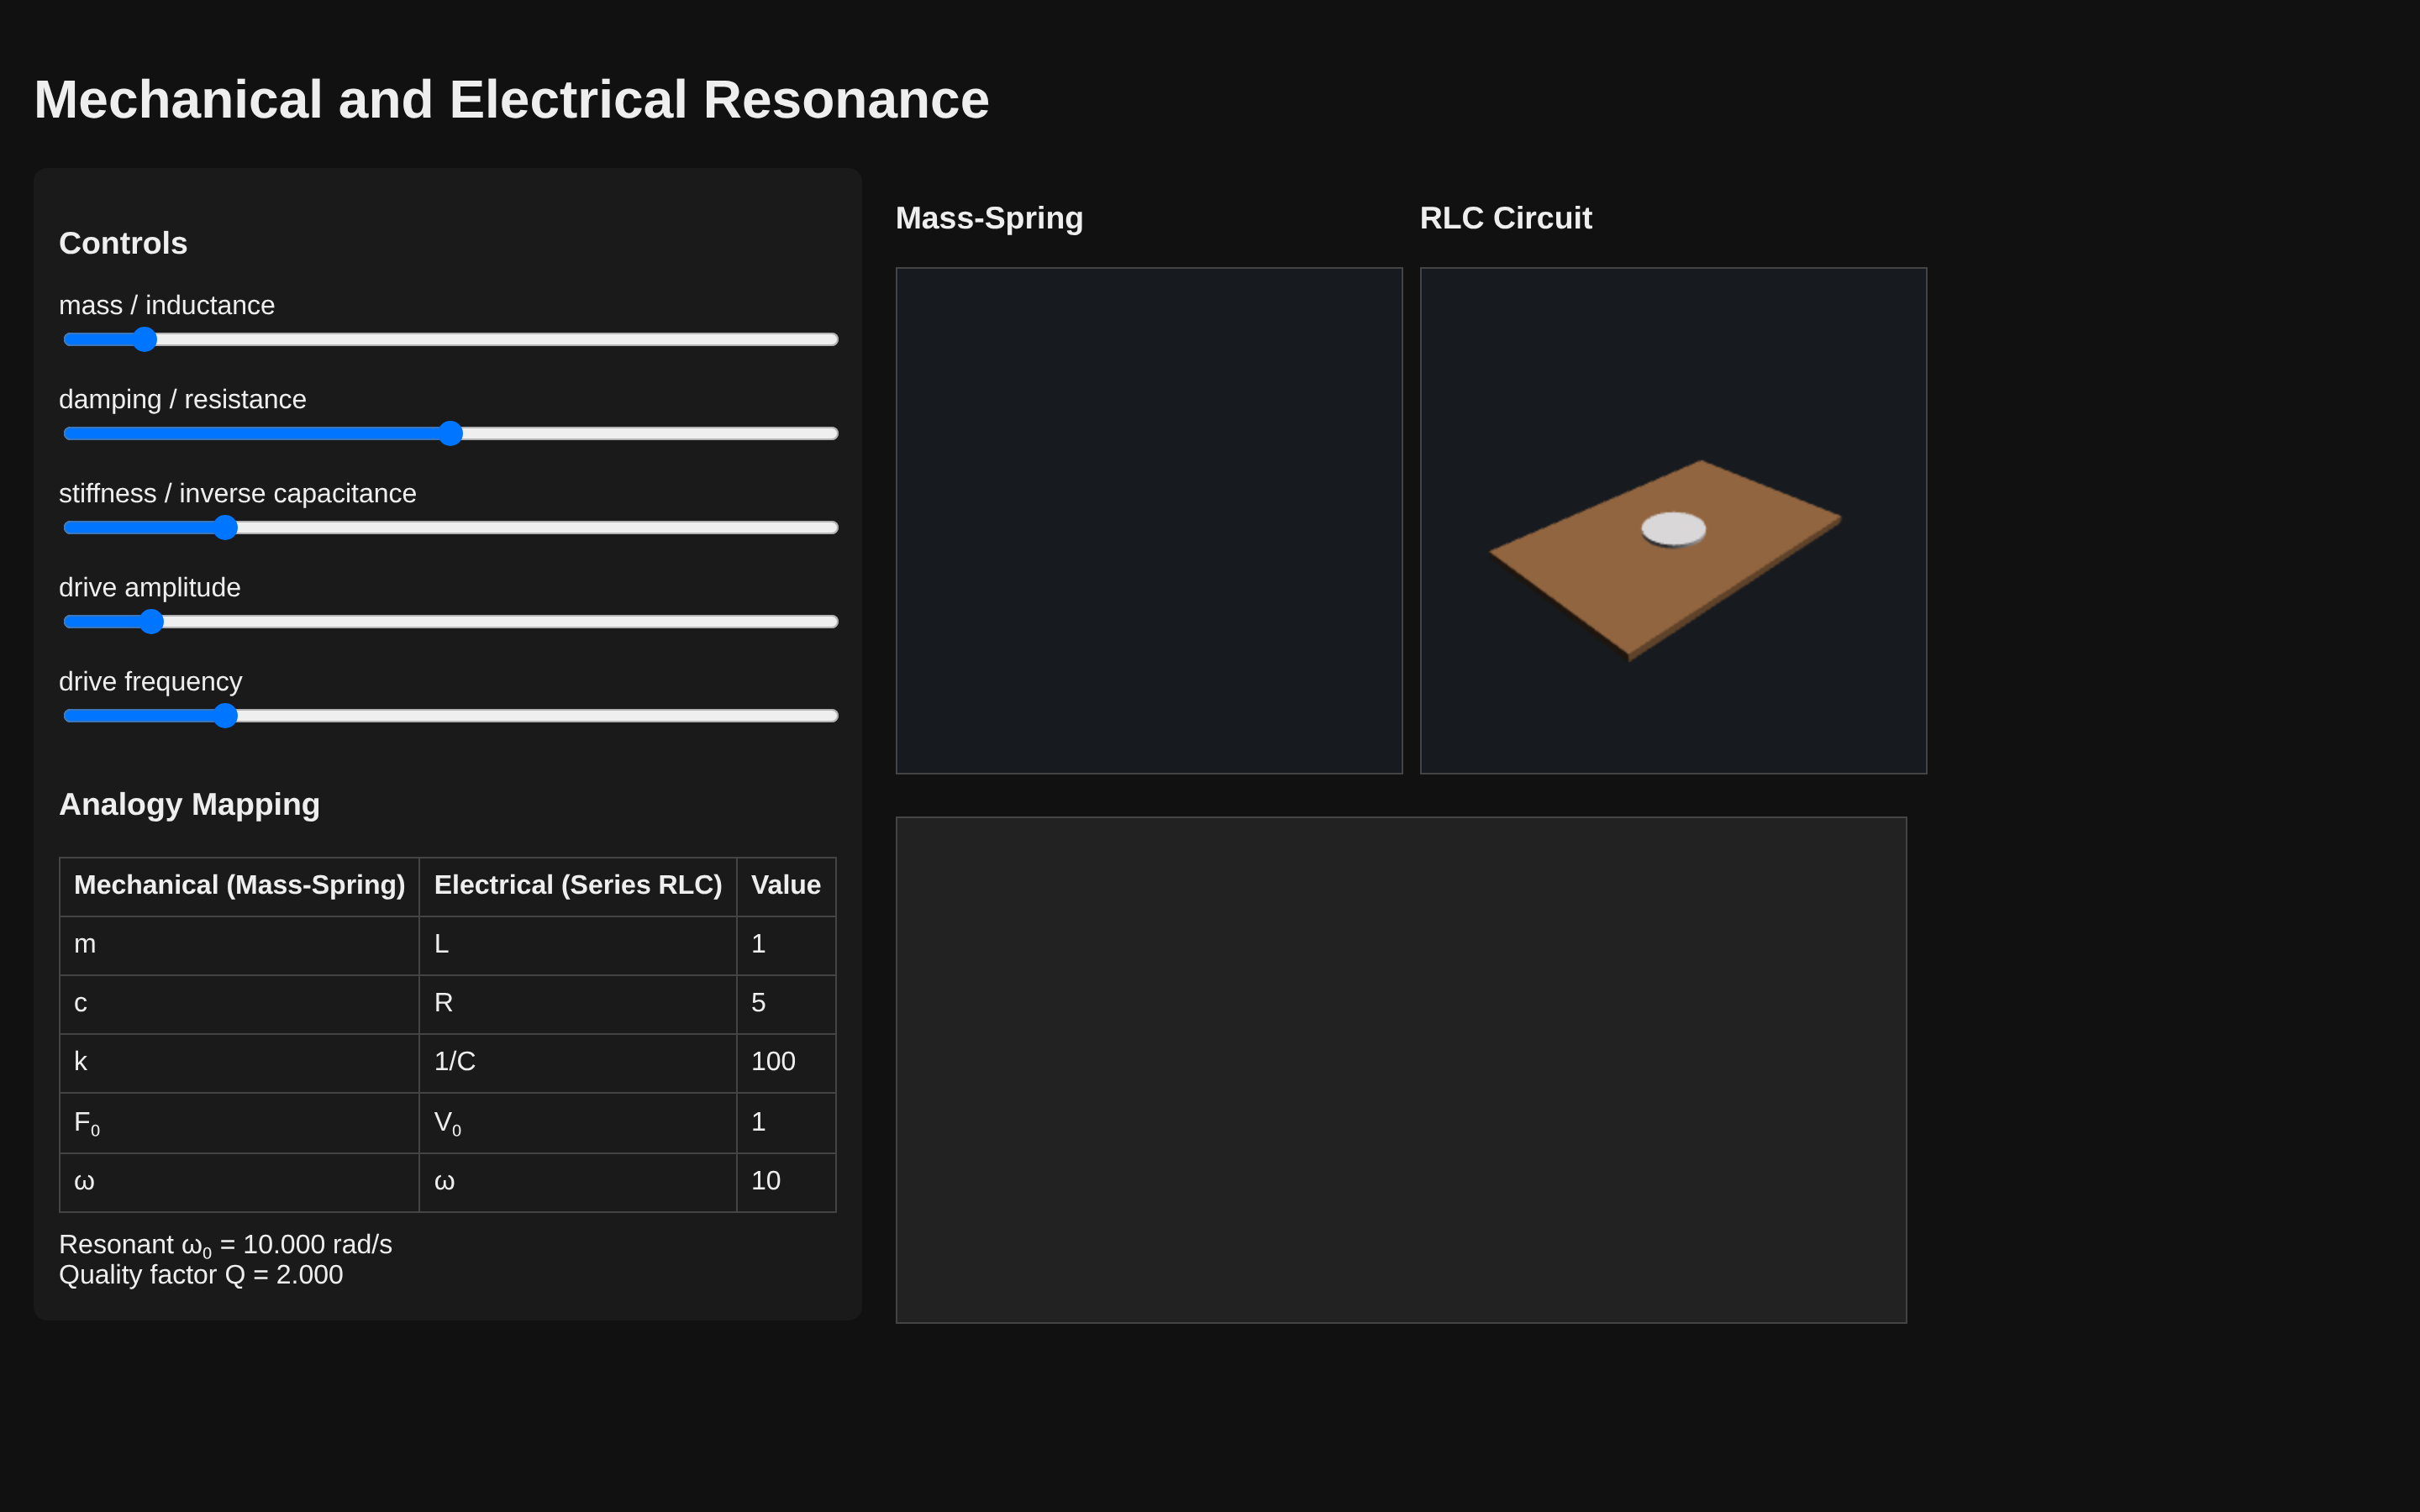 Mechanical and Electrical Resonance
Controls
mass / inductance
damping / resistance
stiffness / inverse capacitance
drive amplitude
drive frequency
Analogy Mapping
Mechanical (Mass-Spring) Electrical (Series RLC) Value
m L 1
c R 5
k 1/C 100
F₀ V₀ 1
ω ω 10
Resonant ω₀ = 10.000 rad/s
Quality factor Q = 2.000
Mass-Spring
RLC Circuit